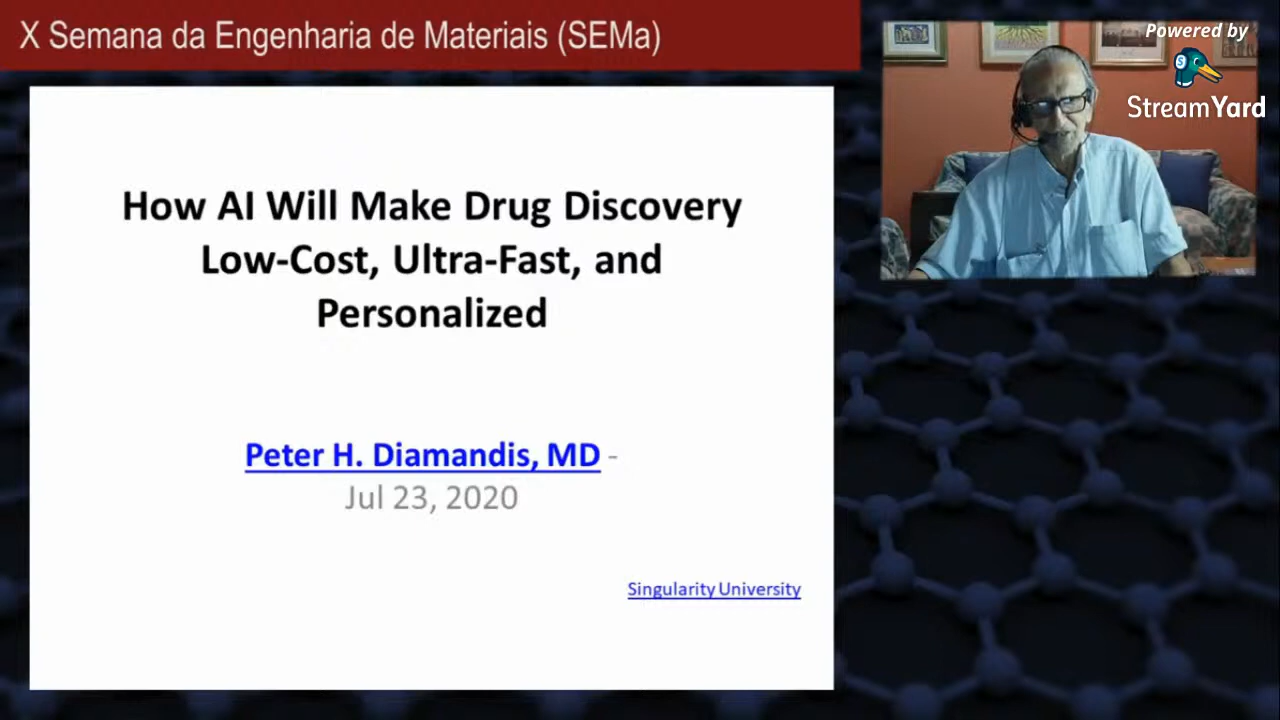 X Semana da Engenharia de Materiais (SEMa)
Powered by
StreamYard
How AI Will Make Drug Discovery
Low-Cost, Ultra-Fast, and
Personalized
Peter H. Diamandis, MD -
Jul 23, 2020
Singularity University